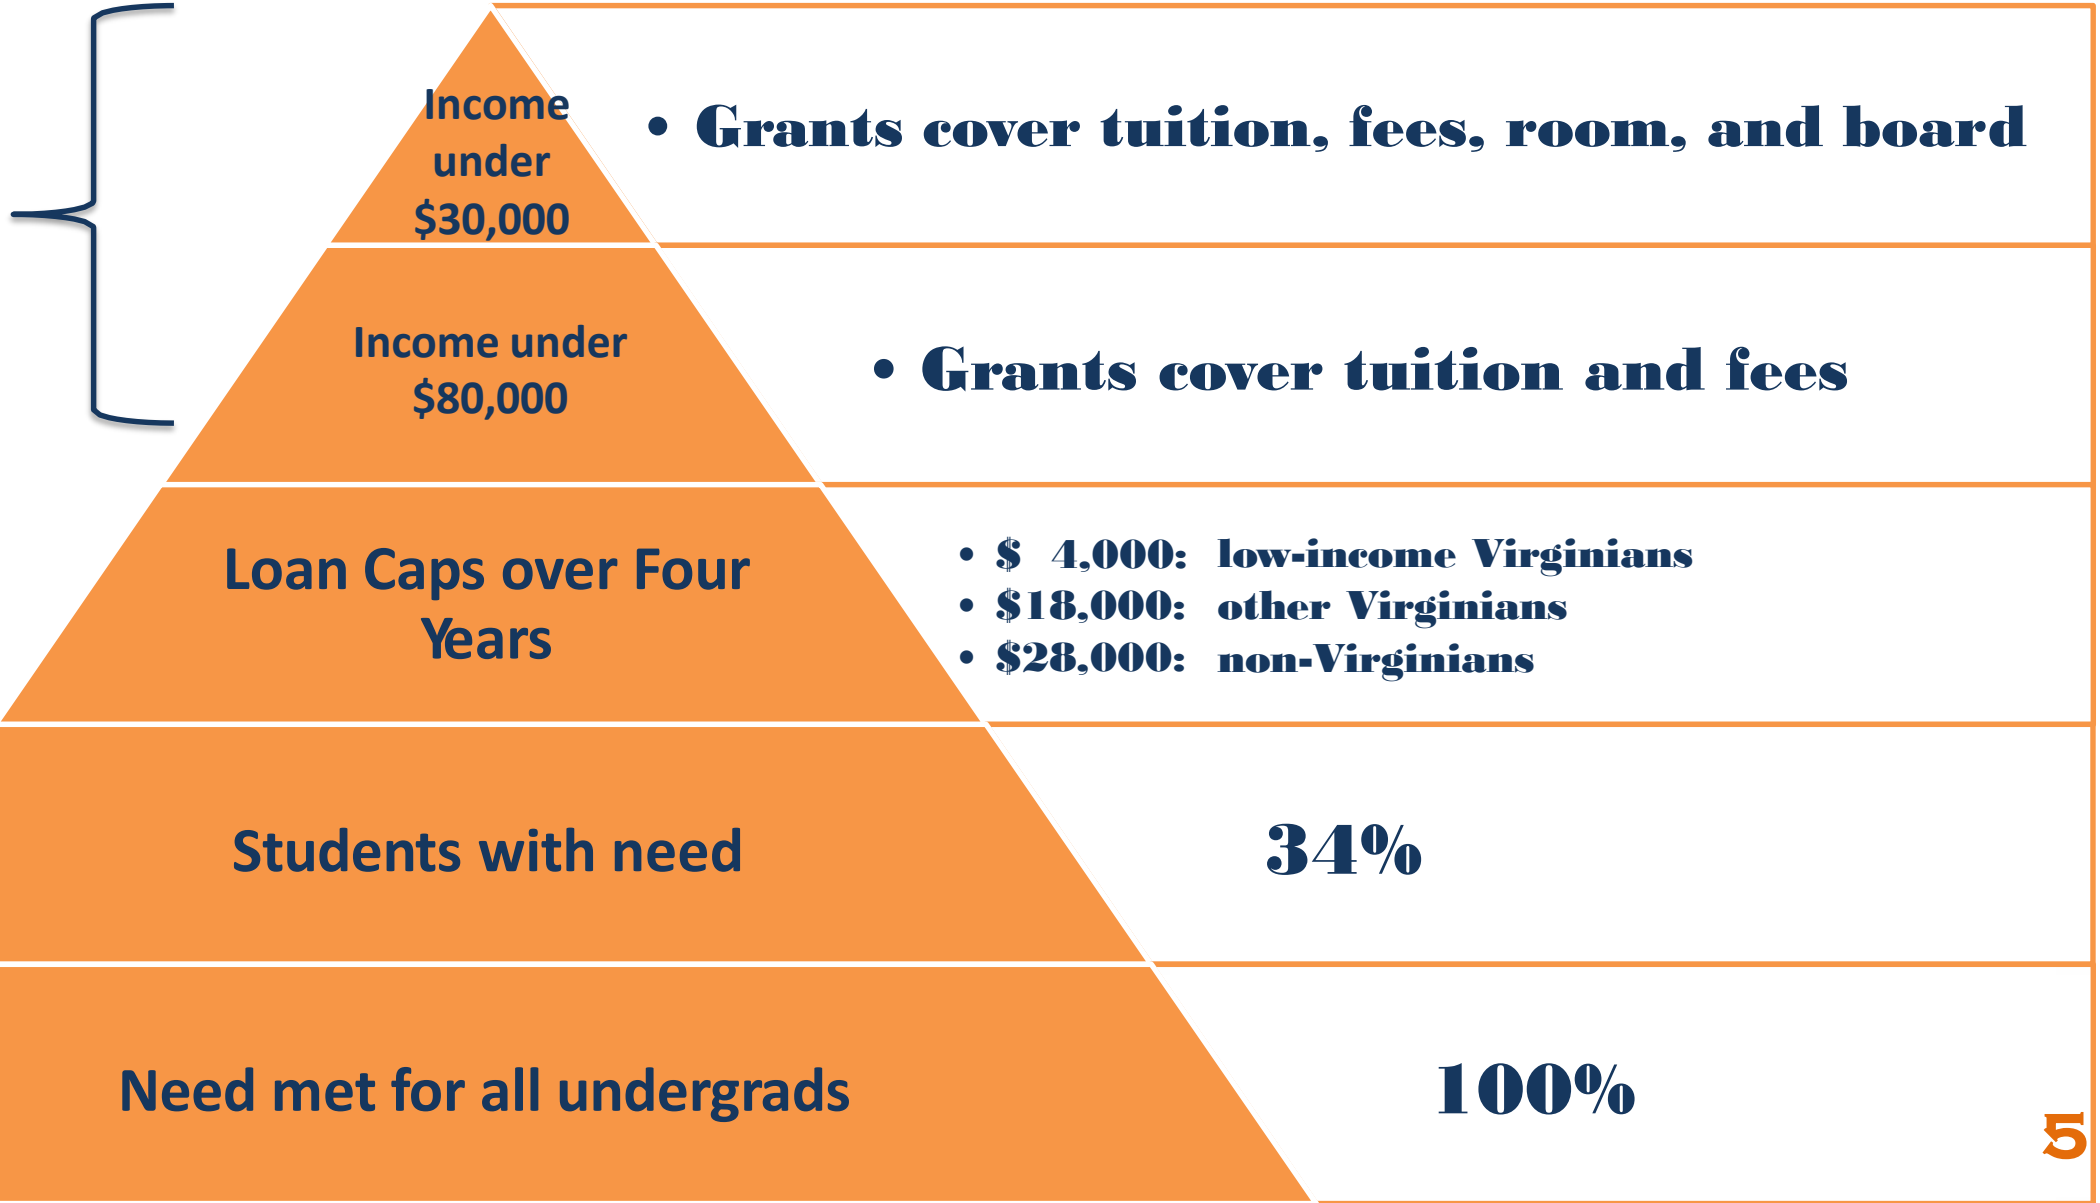 Income
under
$30,000
• Grants cover tuition, fees, room, and board
Income under
$80,000
• Grants cover tuition and fees
Loan Caps over Four
Years
• $ 4,000: low-income Virginians
• $18,000: other Virginians
• $28,000: non-Virginians
Students with need
34%
Need met for all undergrads
100%
5